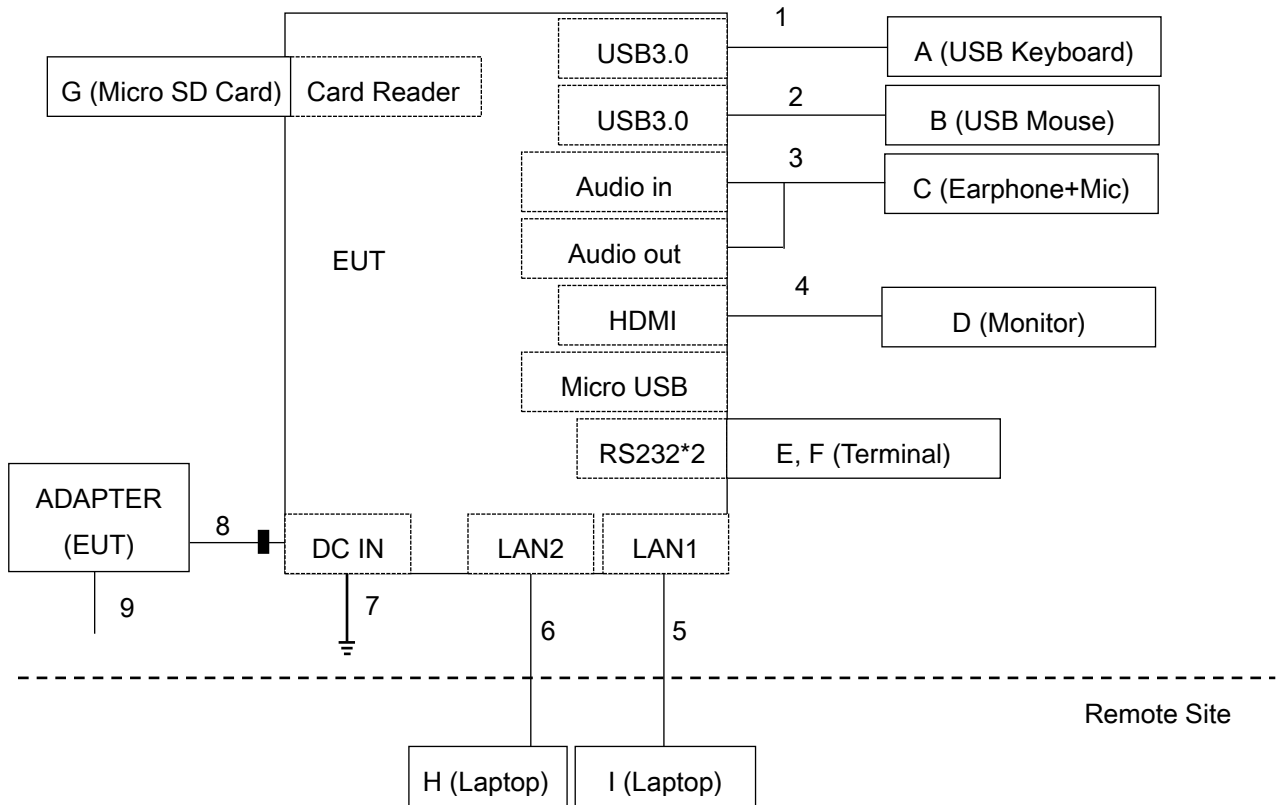 1
USB3.0
A (USB Keyboard)
G (Micro SD Card)
Card Reader
2
USB3.0
B (USB Mouse)
3
Audio in
C (Earphone+Mic)
EUT
Audio out
4
HDMI
D (Monitor)
Micro USB
RS232*2
E, F (Terminal)
ADAPTER
(EUT)
8
DC IN
LAN2
LAN1
9
7
6
5
Remote Site
H (Laptop)
I (Laptop)